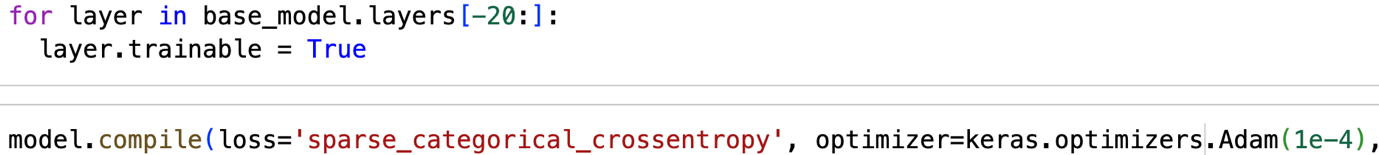 for layer in base_model.layers[-20:]:
  layer.trainable = True
model.compile(loss='sparse_categorical_crossentropy', optimizer=keras.optimizers.Adam(1e-4),